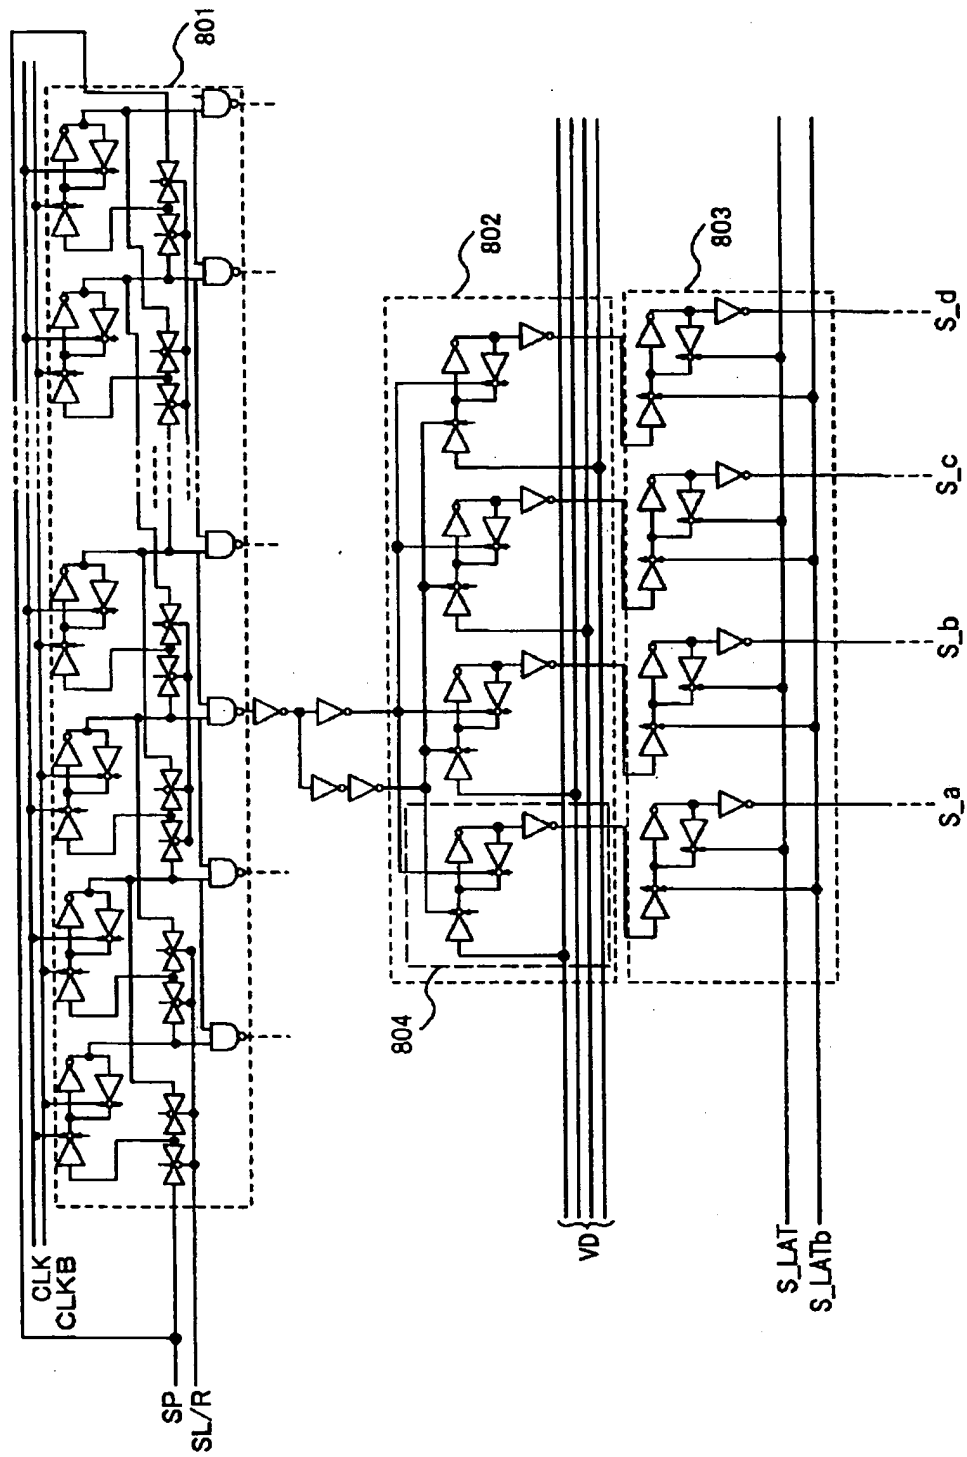 CLK
CLKB
SP
SL/R
801
802
804
VD
803
S_LAT
S_LATb
S_a
S_b
S_c
S_d